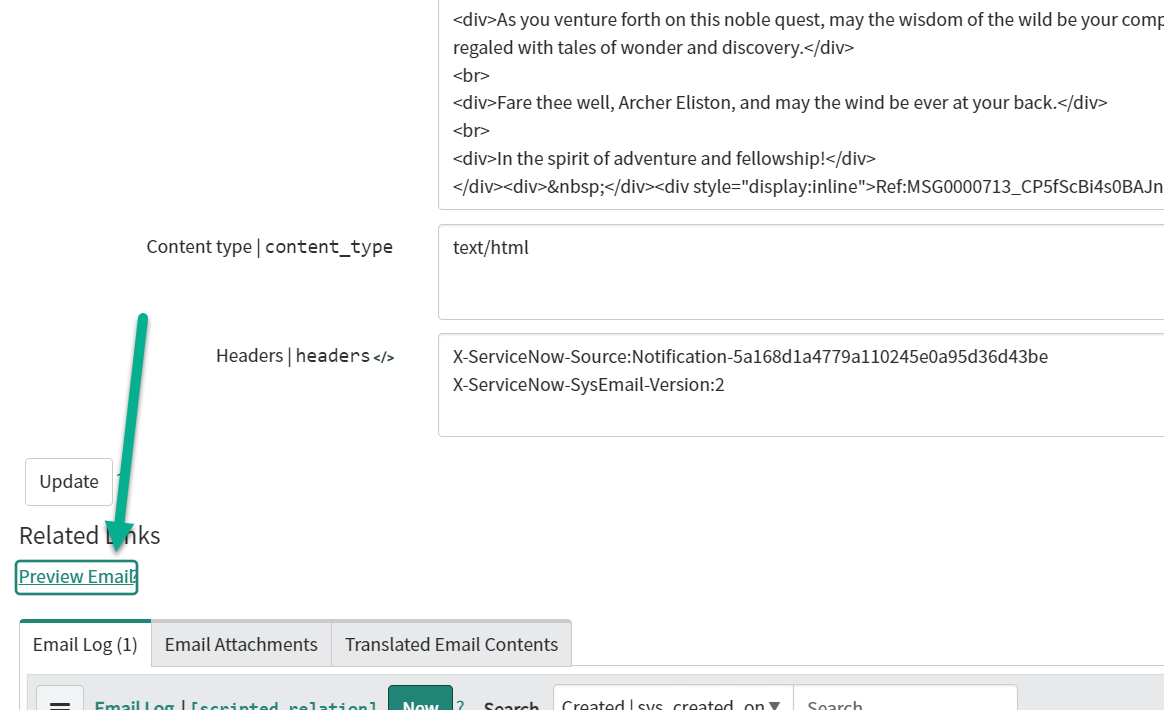 <div>As you venture forth on this noble quest, may the wisdom of the wild be your
regaled with tales of wonder and discovery.</div>
<br>
<div>Fare thee well, Archer Eliston, and may the wind be ever at your back.</div>
<br>
<div>In the spirit of adventure and fellowship!</div>
</div><div>&nbsp;</div><div style="display:inline">Ref:MSG0000713_CP5fScBi4s0BAJn
Content type | content_type
text/html
Headers | headers </>
X-ServiceNow-Source:Notification-5a168d1a4779a110245e0a95d36d43be
X-ServiceNow-SysEmail-Version:2
Update
Related Links
Preview Email?
Email Log (1) Email Attachments Translated Email Contents
Email Log | [scripted relation] New ? Search Created | sys_created_on ▼ Search